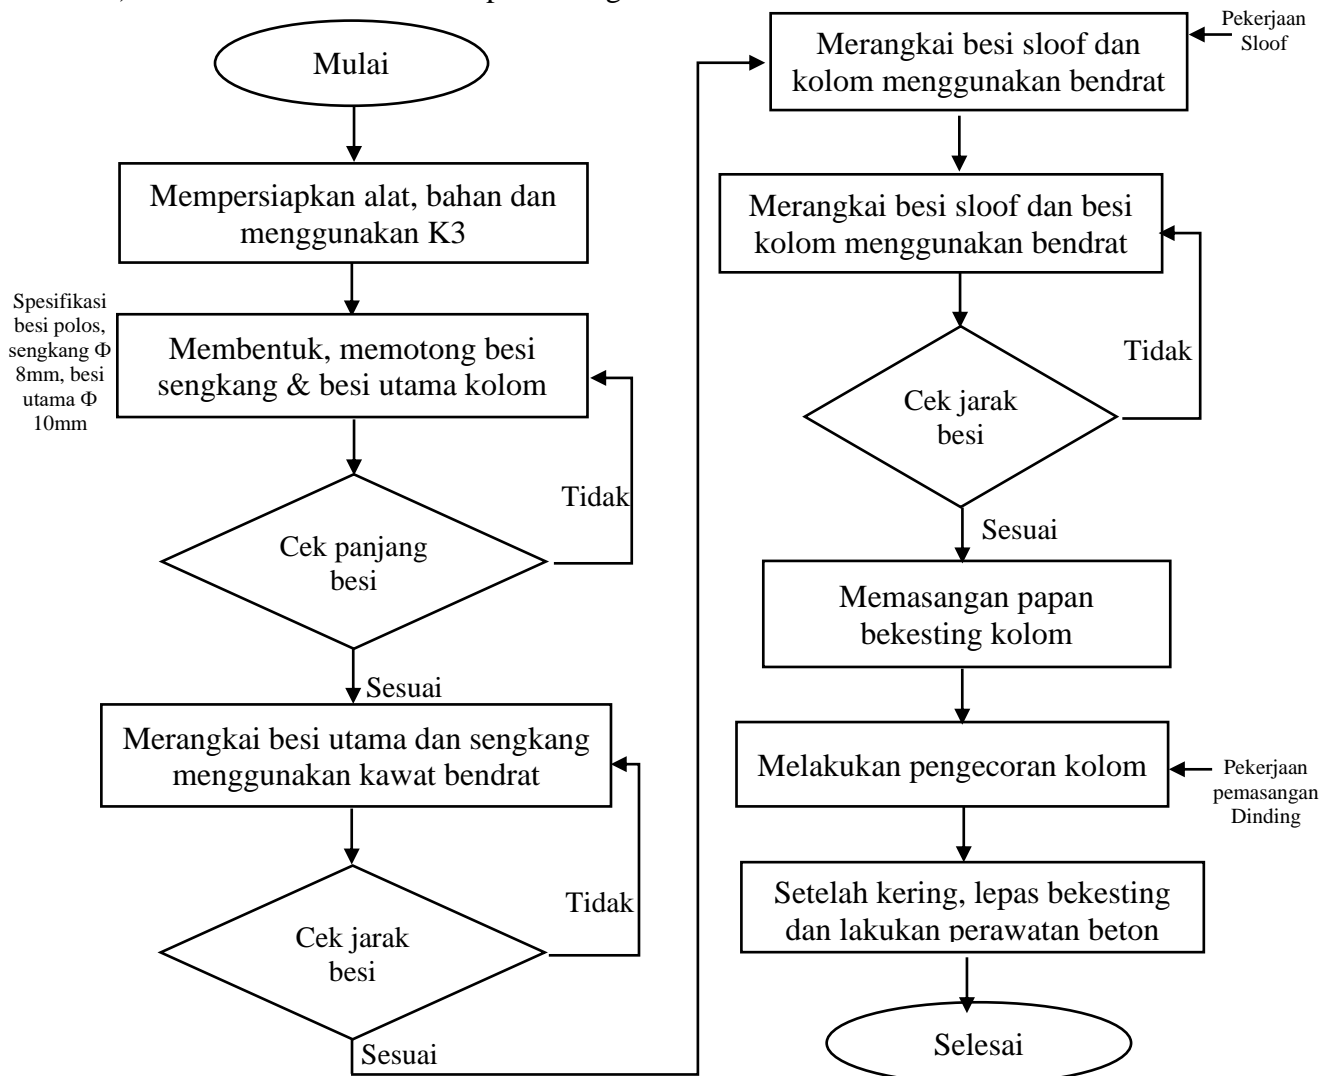 Mulai
Mempersiapkan alat, bahan dan
menggunakan K3
Spesifikasi
besi polos,
sengkang Φ
8mm, besi
utama Φ
10mm
Membentuk, memotong besi
sengkang & besi utama kolom
Tidak
Cek panjang
besi
Sesuai
Merangkai besi utama dan sengkang
menggunakan kawat bendrat
Tidak
Cek jarak
besi
Sesuai
Merangkai besi sloof dan
kolom menggunakan bendrat
Pekerjaan
Sloof
Merangkai besi sloof dan besi
kolom menggunakan bendrat
Tidak
Cek jarak
besi
Sesuai
Memasangan papan
bekesting kolom
Melakukan pengecoran kolom
Pekerjaan
pemasangan
Dinding
Setelah kering, lepas bekesting
dan lakukan perawatan beton
Selesai